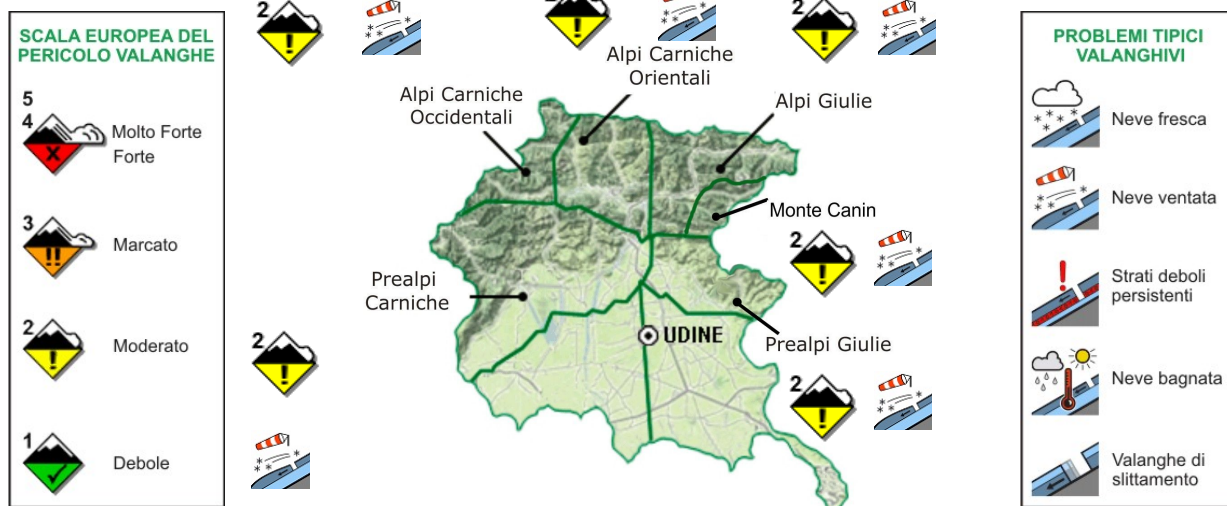 SCALA EUROPEA DEL
PERICOLO VALANGHE
5
4
Molto Forte
Forte
3
Marcato
2
Moderato
1
Debole
2
2
2
Alpi Carniche
Orientali
Alpi Carniche
Occidentali
Alpi Giulie
Monte Canin
2
Prealpi
Carniche
2
UDINE
Prealpi Giulie
2
PROBLEMI TIPICI
VALANGHIVI
Neve fresca
Neve ventata
Strati deboli
persistenti
Neve bagnata
Valanghe di
slittamento